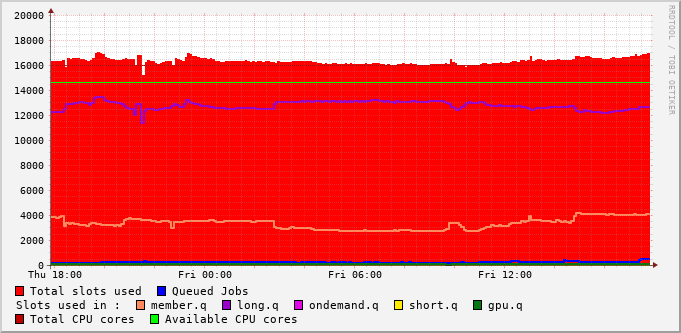 20000
18000
16000
14000
12000
10000
8000
6000
4000
2000
0
Thu 18:00 Fri 00:00 Fri 06:00 Fri 12:00
RRDTOOL / TOBI OETIKER
Total slots used Queued Jobs
Slots used in : member.q long.q ondemand.q short.q gpu.q
Total CPU cores Available CPU cores